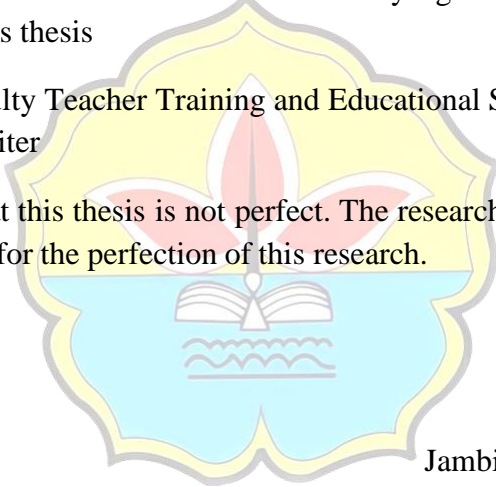 s thesis
ulty Teacher Training and Educational S
iter
t this thesis is not perfect. The research
for the perfection of this research.
Jambi